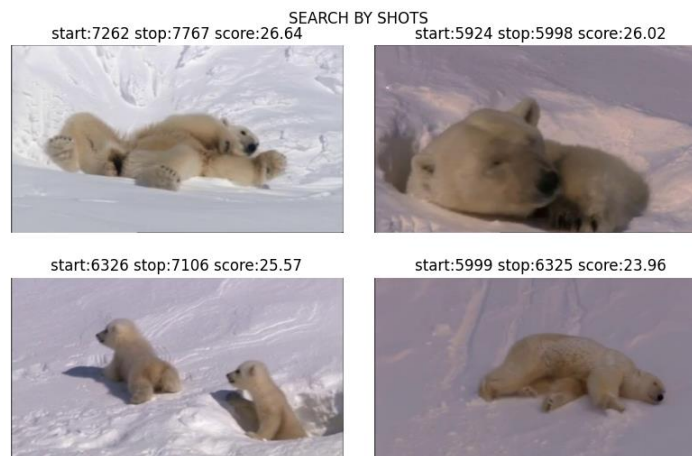 SEARCH BY SHOTS
start:7262 stop:7767 score:26.64
start:5924 stop:5998 score:26.02
start:6326 stop:7106 score:25.57
start:5999 stop:6325 score:23.96